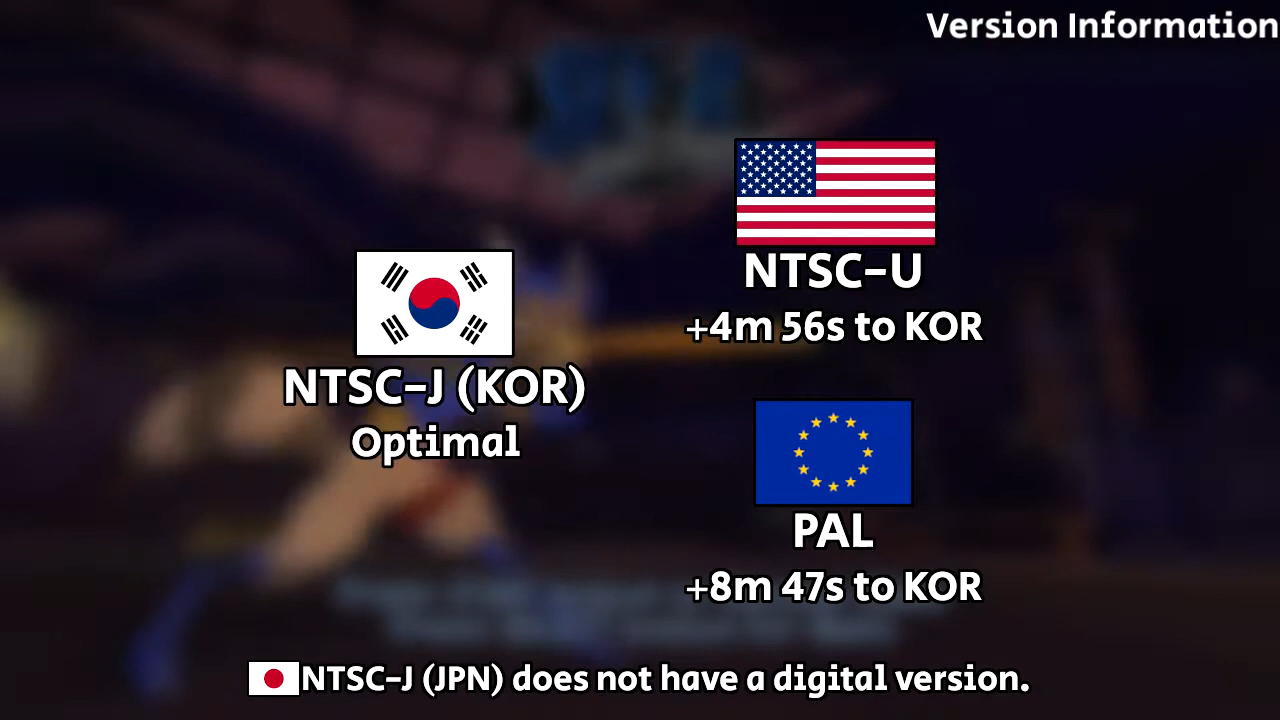 Version Information
NTSC-U
+4m 56s to KOR
NTSC-J (KOR)
Optimal
PAL
+8m 47s to KOR
NTSC-J (JPN) does not have a digital version.